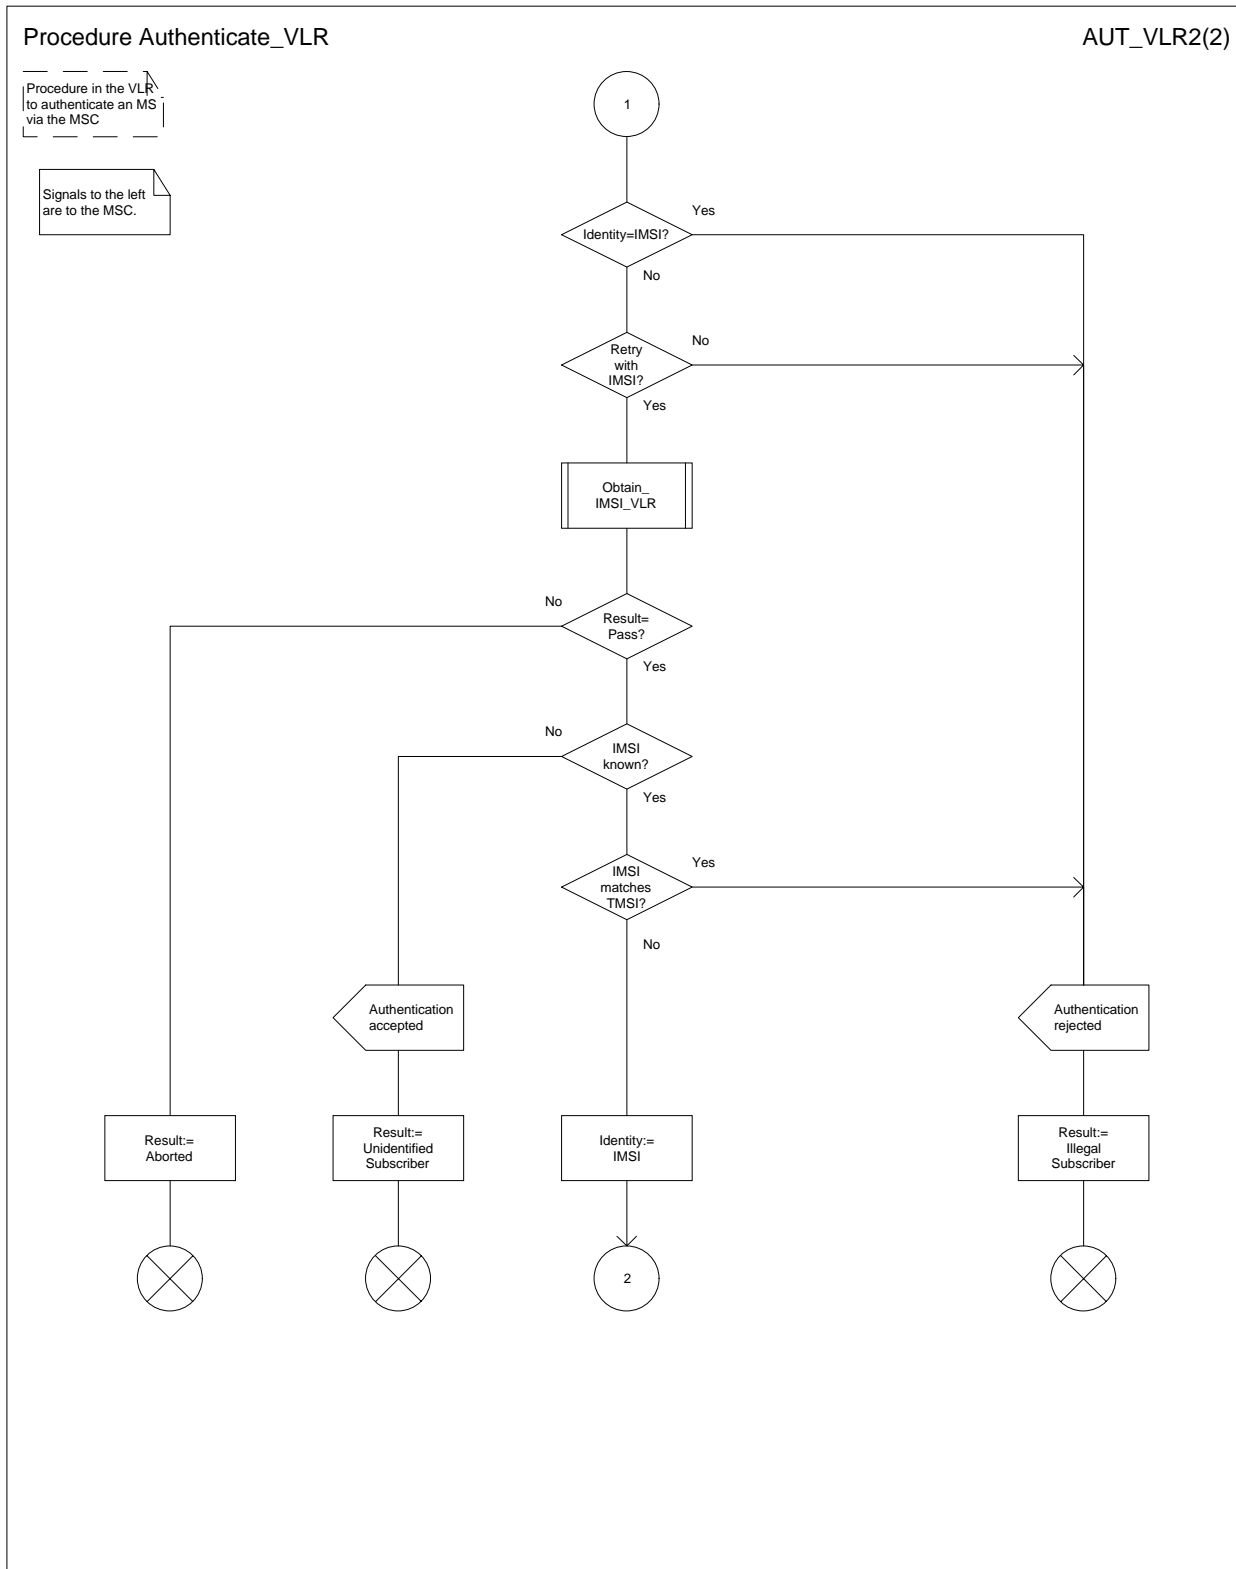 Procedure Authenticate_VLR
AUT_VLR2(2)
Procedure in the VLR
to authenticate an MS
via the MSC
Signals to the left
are to the MSC.
1
Identity=IMSI?
Yes
No
Retry
with
IMSI?
No
Yes
Obtain_
IMSI_VLR
Result=
Pass?
No
Yes
IMSI
known?
No
Yes
IMSI
matches
TMSI?
Yes
No
Authentication
accepted
Authentication
rejected
Result:=
Aborted
Result:=
Unidentified
Subscriber
Identity:=
IMSI
Result:=
Illegal
Subscriber
2